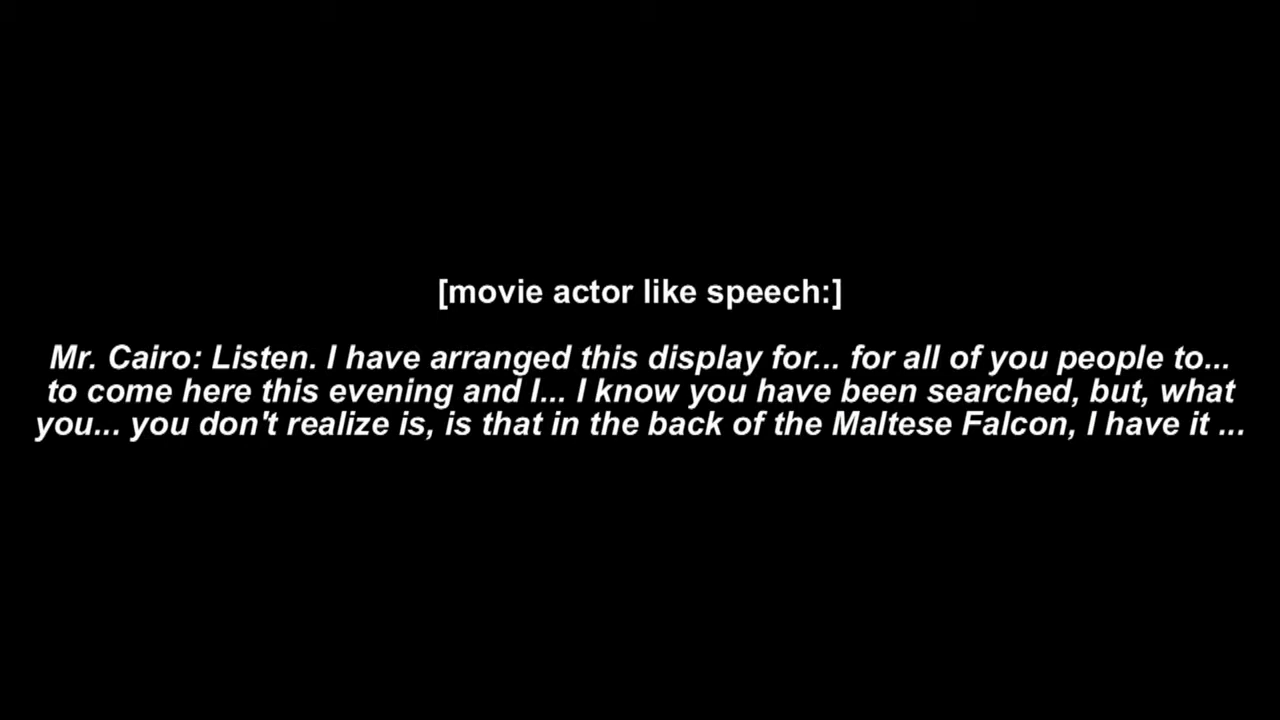 [movie actor like speech:]
Mr. Cairo: Listen. I have arranged this display for... for all of you people to...
to come here this evening and I... I know you have been searched, but, what
you... you don't realize is, is that in the back of the Maltese Falcon, I have it ...